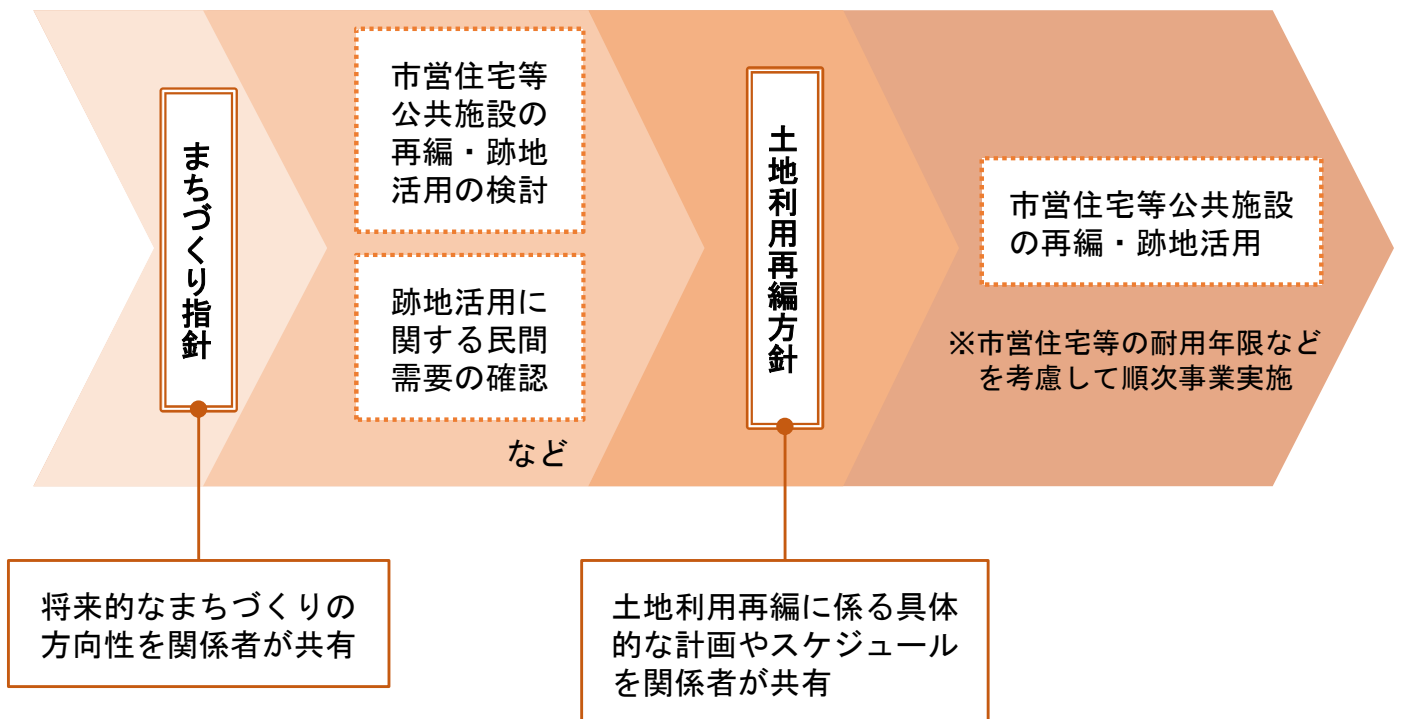 まちづくり指針
市営住宅等
公共施設の
再編・跡地
活用の検討
跡地活用に
関する民間
需要の確認
など
土地利用再編方針
市営住宅等公共施設
の再編・跡地活用
※市営住宅等の耐用年限など
を考慮して順次事業実施
将来的なまちづくりの
方向性を関係者が共有
土地利用再編に係る具体
的な計画やスケジュール
を関係者が共有